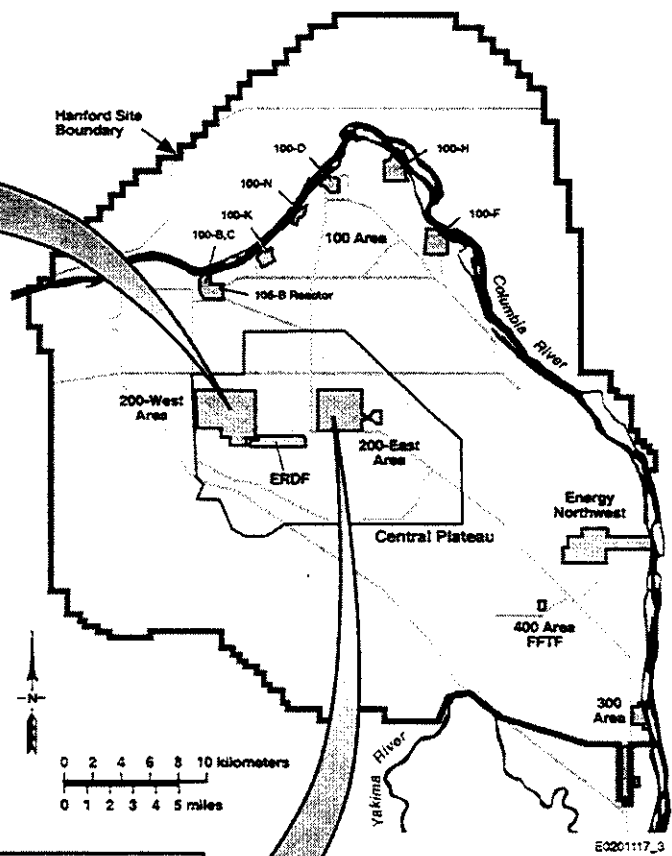 Hanford Site
Boundary
100-D
100-H
100-N
100-K
100-F
100-B,C
100 Area
105-B Reactor
Columbia
River
200-West
Area
200-East
Area
ERDF
Energy
Northwest
Central Plateau
400 Area
FFTF
-N-
300
Area
0 2 4 6 8 10 kilometers
0 1 2 3 4 5 miles
Yakima
River
E0201117_3